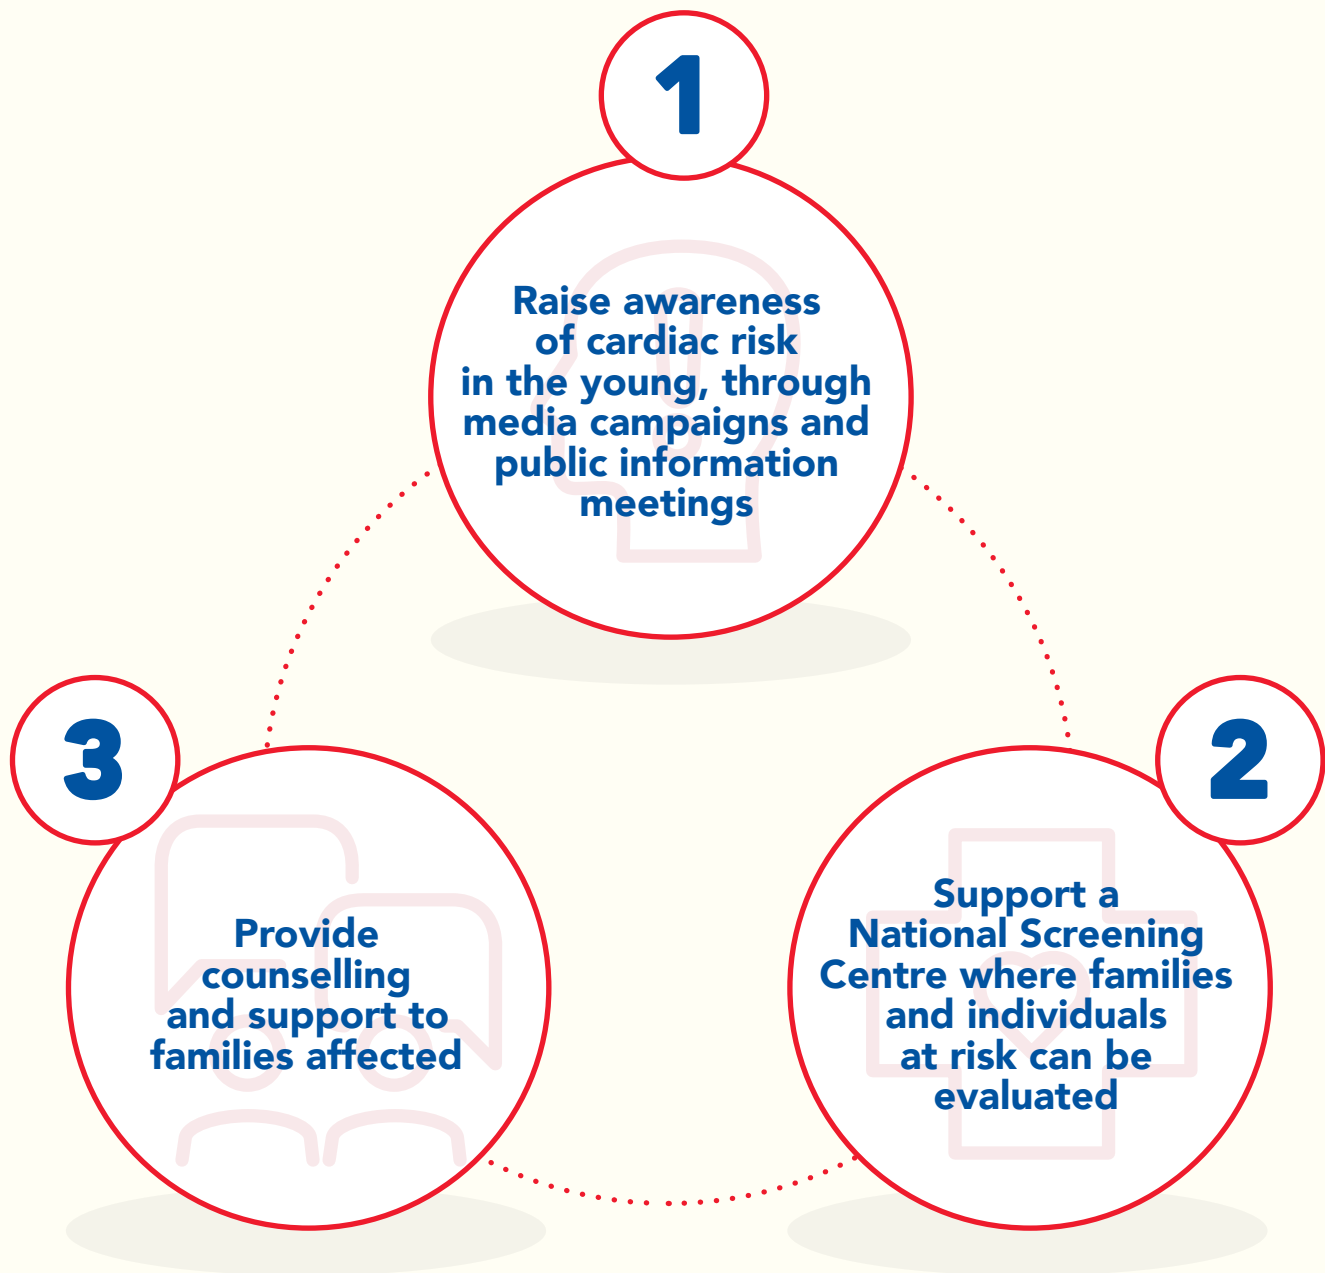 1
Raise awareness
of cardiac risk
in the young, through
media campaigns and
public information
meetings
2
Support a
National Screening
Centre where families
and individuals
at risk can be
evaluated
3
Provide
counselling
and support to
families affected